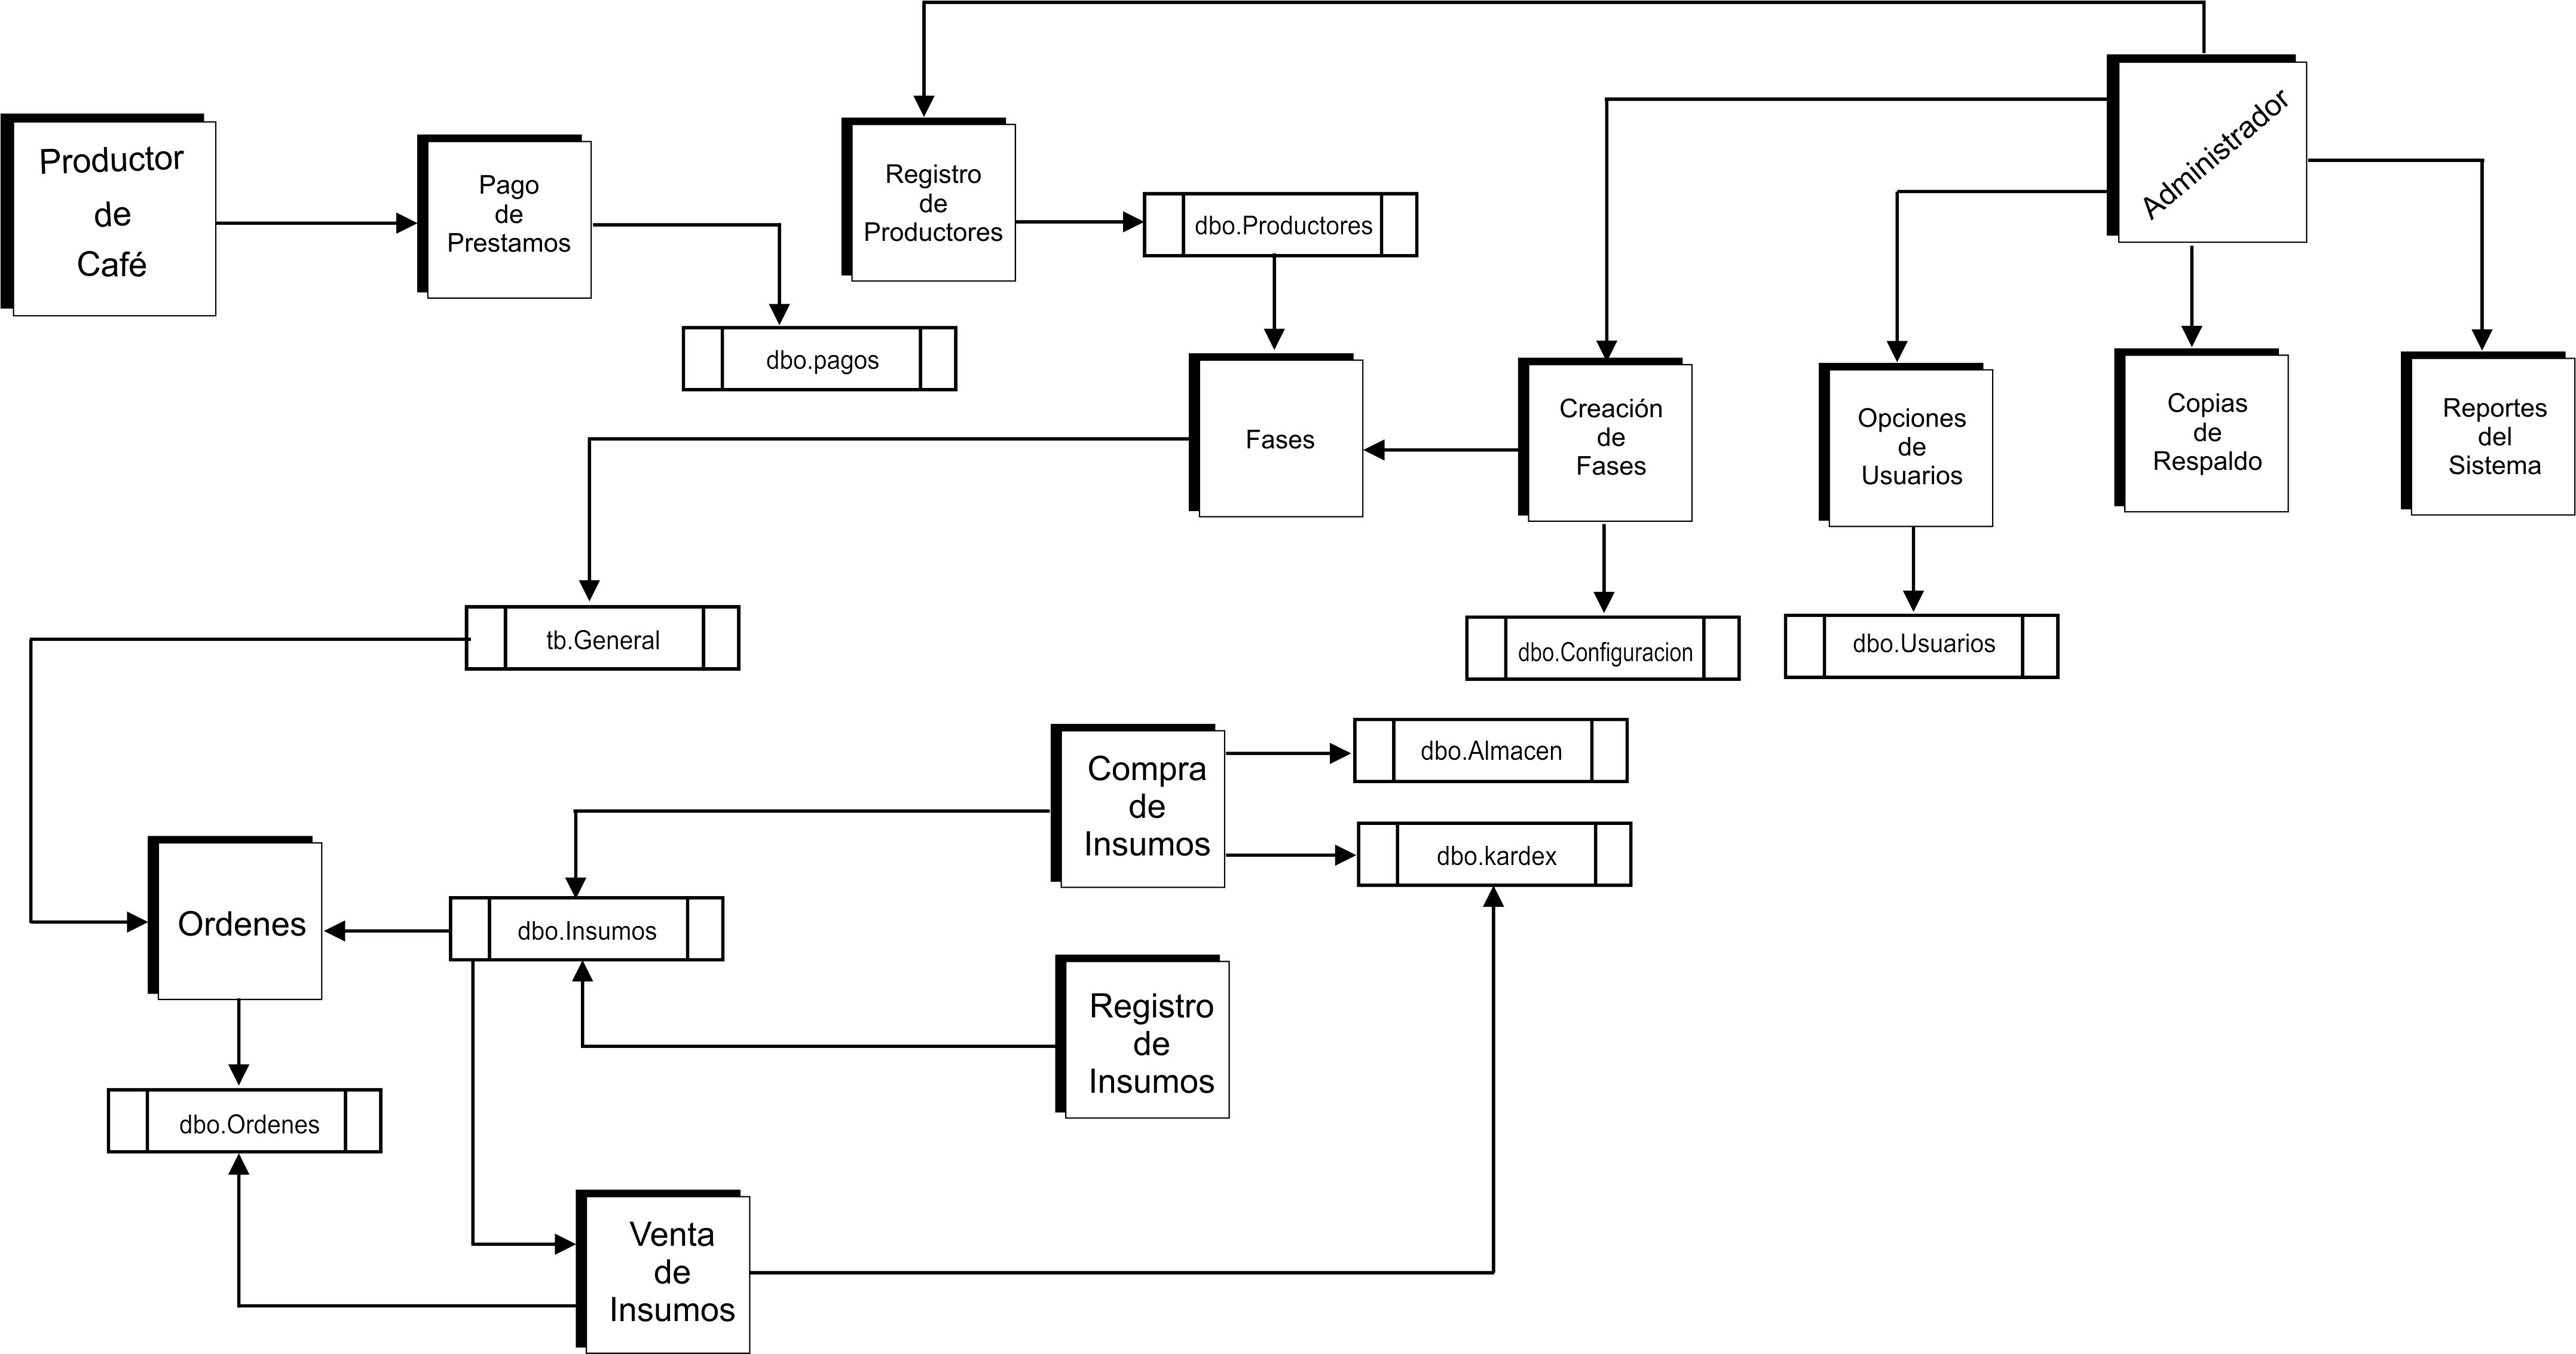 Productor
de
Café
Pago
de
Prestamos
dbo.pagos
Registro
de
Productores
dbo.Productores
Administrador
Fases
Creación
de
Fases
Opciones
de
Usuarios
Copias
de
Respaldo
Reportes
del
Sistema
tb.General
dbo.Configuracion
dbo.Usuarios
Compra
de
Insumos
dbo.Almacen
dbo.kardex
Ordenes
dbo.Insumos
Registro
de
Insumos
dbo.Ordenes
Venta
de
Insumos